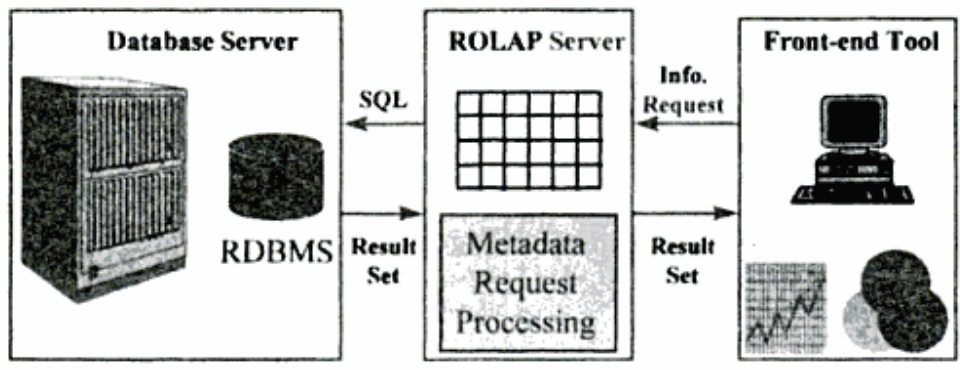 Database Server
RDBMS
SQL
Result
Set
ROLAP Server
Metadata
Request
Processing
Info.
Request
Result
Set
Front-end Tool